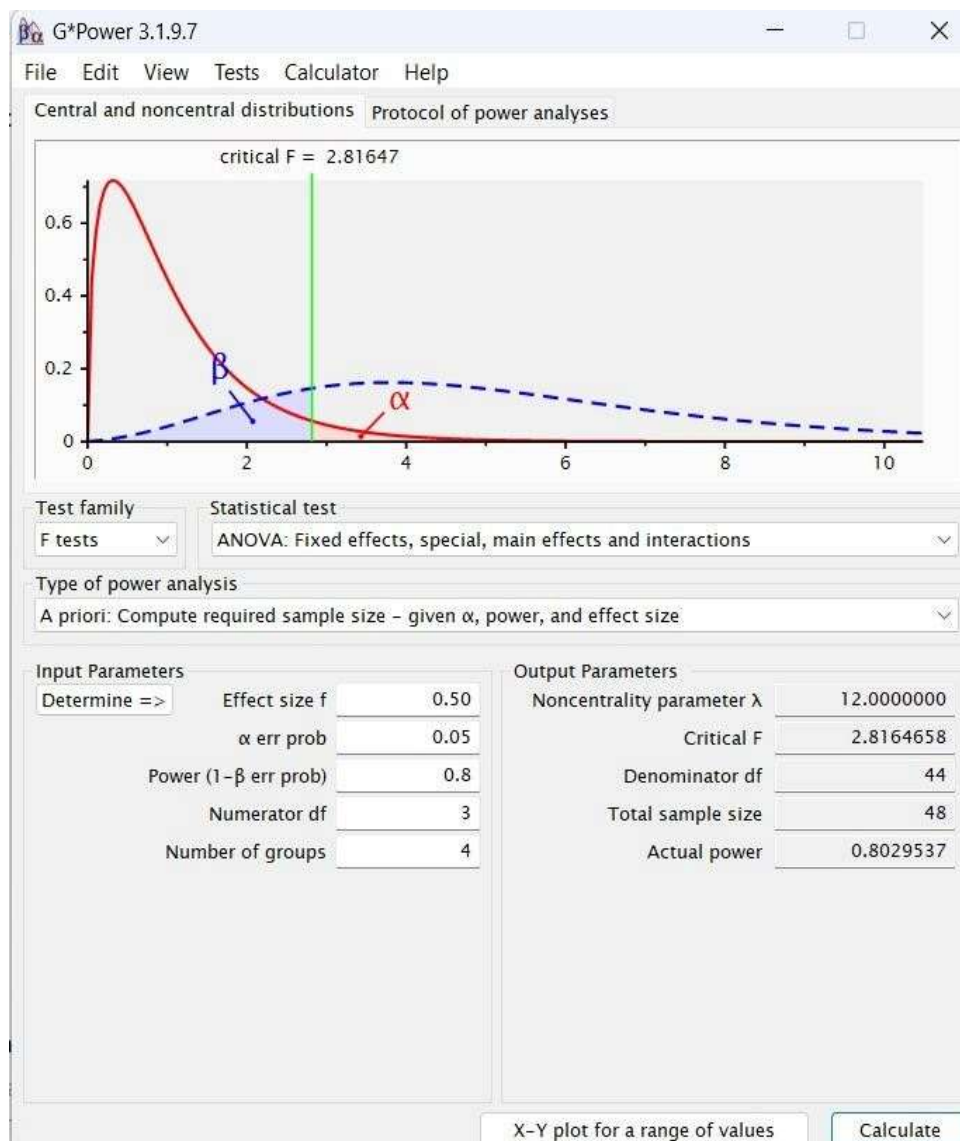 βα G*Power 3.1.9.7
File Edit View Tests Calculator Help
Central and noncentral distributions Protocol of power analyses
critical F = 2.81647
0.6
0.4
0.2
0
β
α
0 2 4 6 8 10
Test family Statistical test
F tests ANOVA: Fixed effects, special, main effects and interactions
Type of power analysis
A priori: Compute required sample size – given α, power, and effect size
Input Parameters Output Parameters
Determine => Effect size f 0.50 Noncentrality parameter λ 12.0000000
α err prob 0.05 Critical F 2.8164658
Power (1-β err prob) 0.8 Denominator df 44
Numerator df 3 Total sample size 48
Number of groups 4 Actual power 0.8029537
X-Y plot for a range of values Calculate